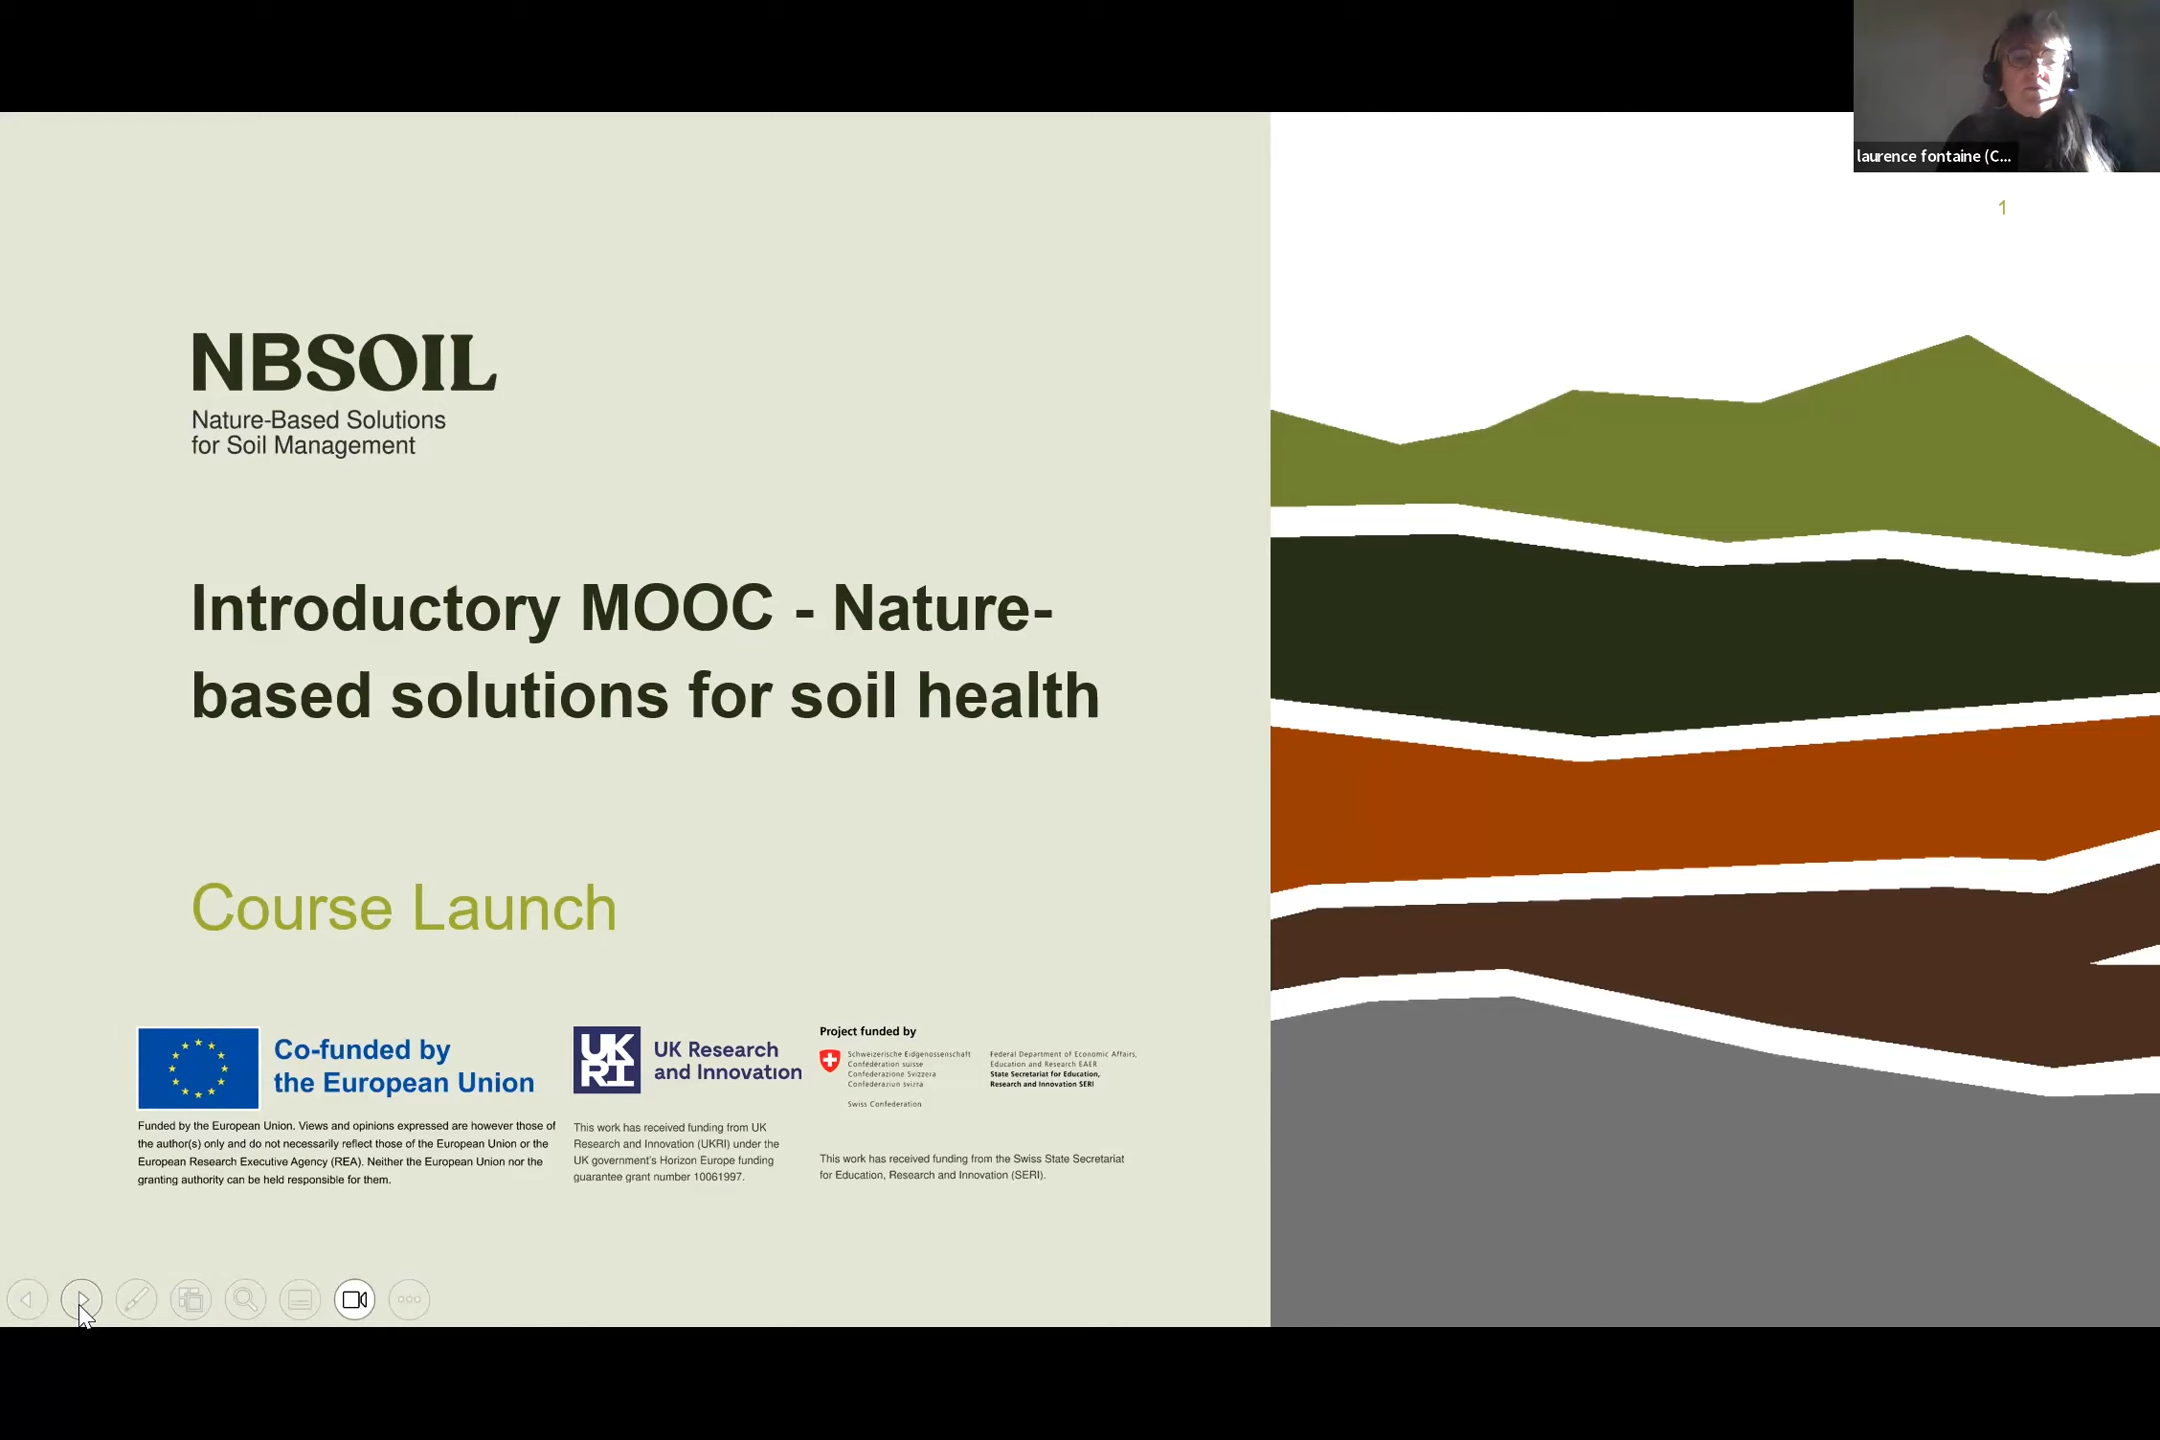 laurence fontaine (C...
1
NBSOIL
Nature-Based Solutions
for Soil Management
Introductory MOOC - Nature-
based solutions for soil health
Course Launch
Co-funded by
the European Union
Funded by the European Union. Views and opinions expressed are however those of
the author(s) only and do not necessarily reflect those of the European Union or the
European Research Executive Agency (REA). Neither the European Union nor the
granting authority can be held responsible for them.
UKRI
UK Research
and Innovation
This work has received funding from UK
Research and Innovation (UKRI) under the
UK government's Horizon Europe funding
guarantee grant number 10061997.
Project funded by
Schweizerische Eidgenossenschaft
Confédération suisse
Confederazione Svizzera
Confederaziun svizra
Swiss Confederation
Federal Department of Economic Affairs,
Education and Research EAER
State Secretariat for Education,
Research and Innovation SERI
This work has received funding from the Swiss State Secretariat
for Education, Research and Innovation (SERI).